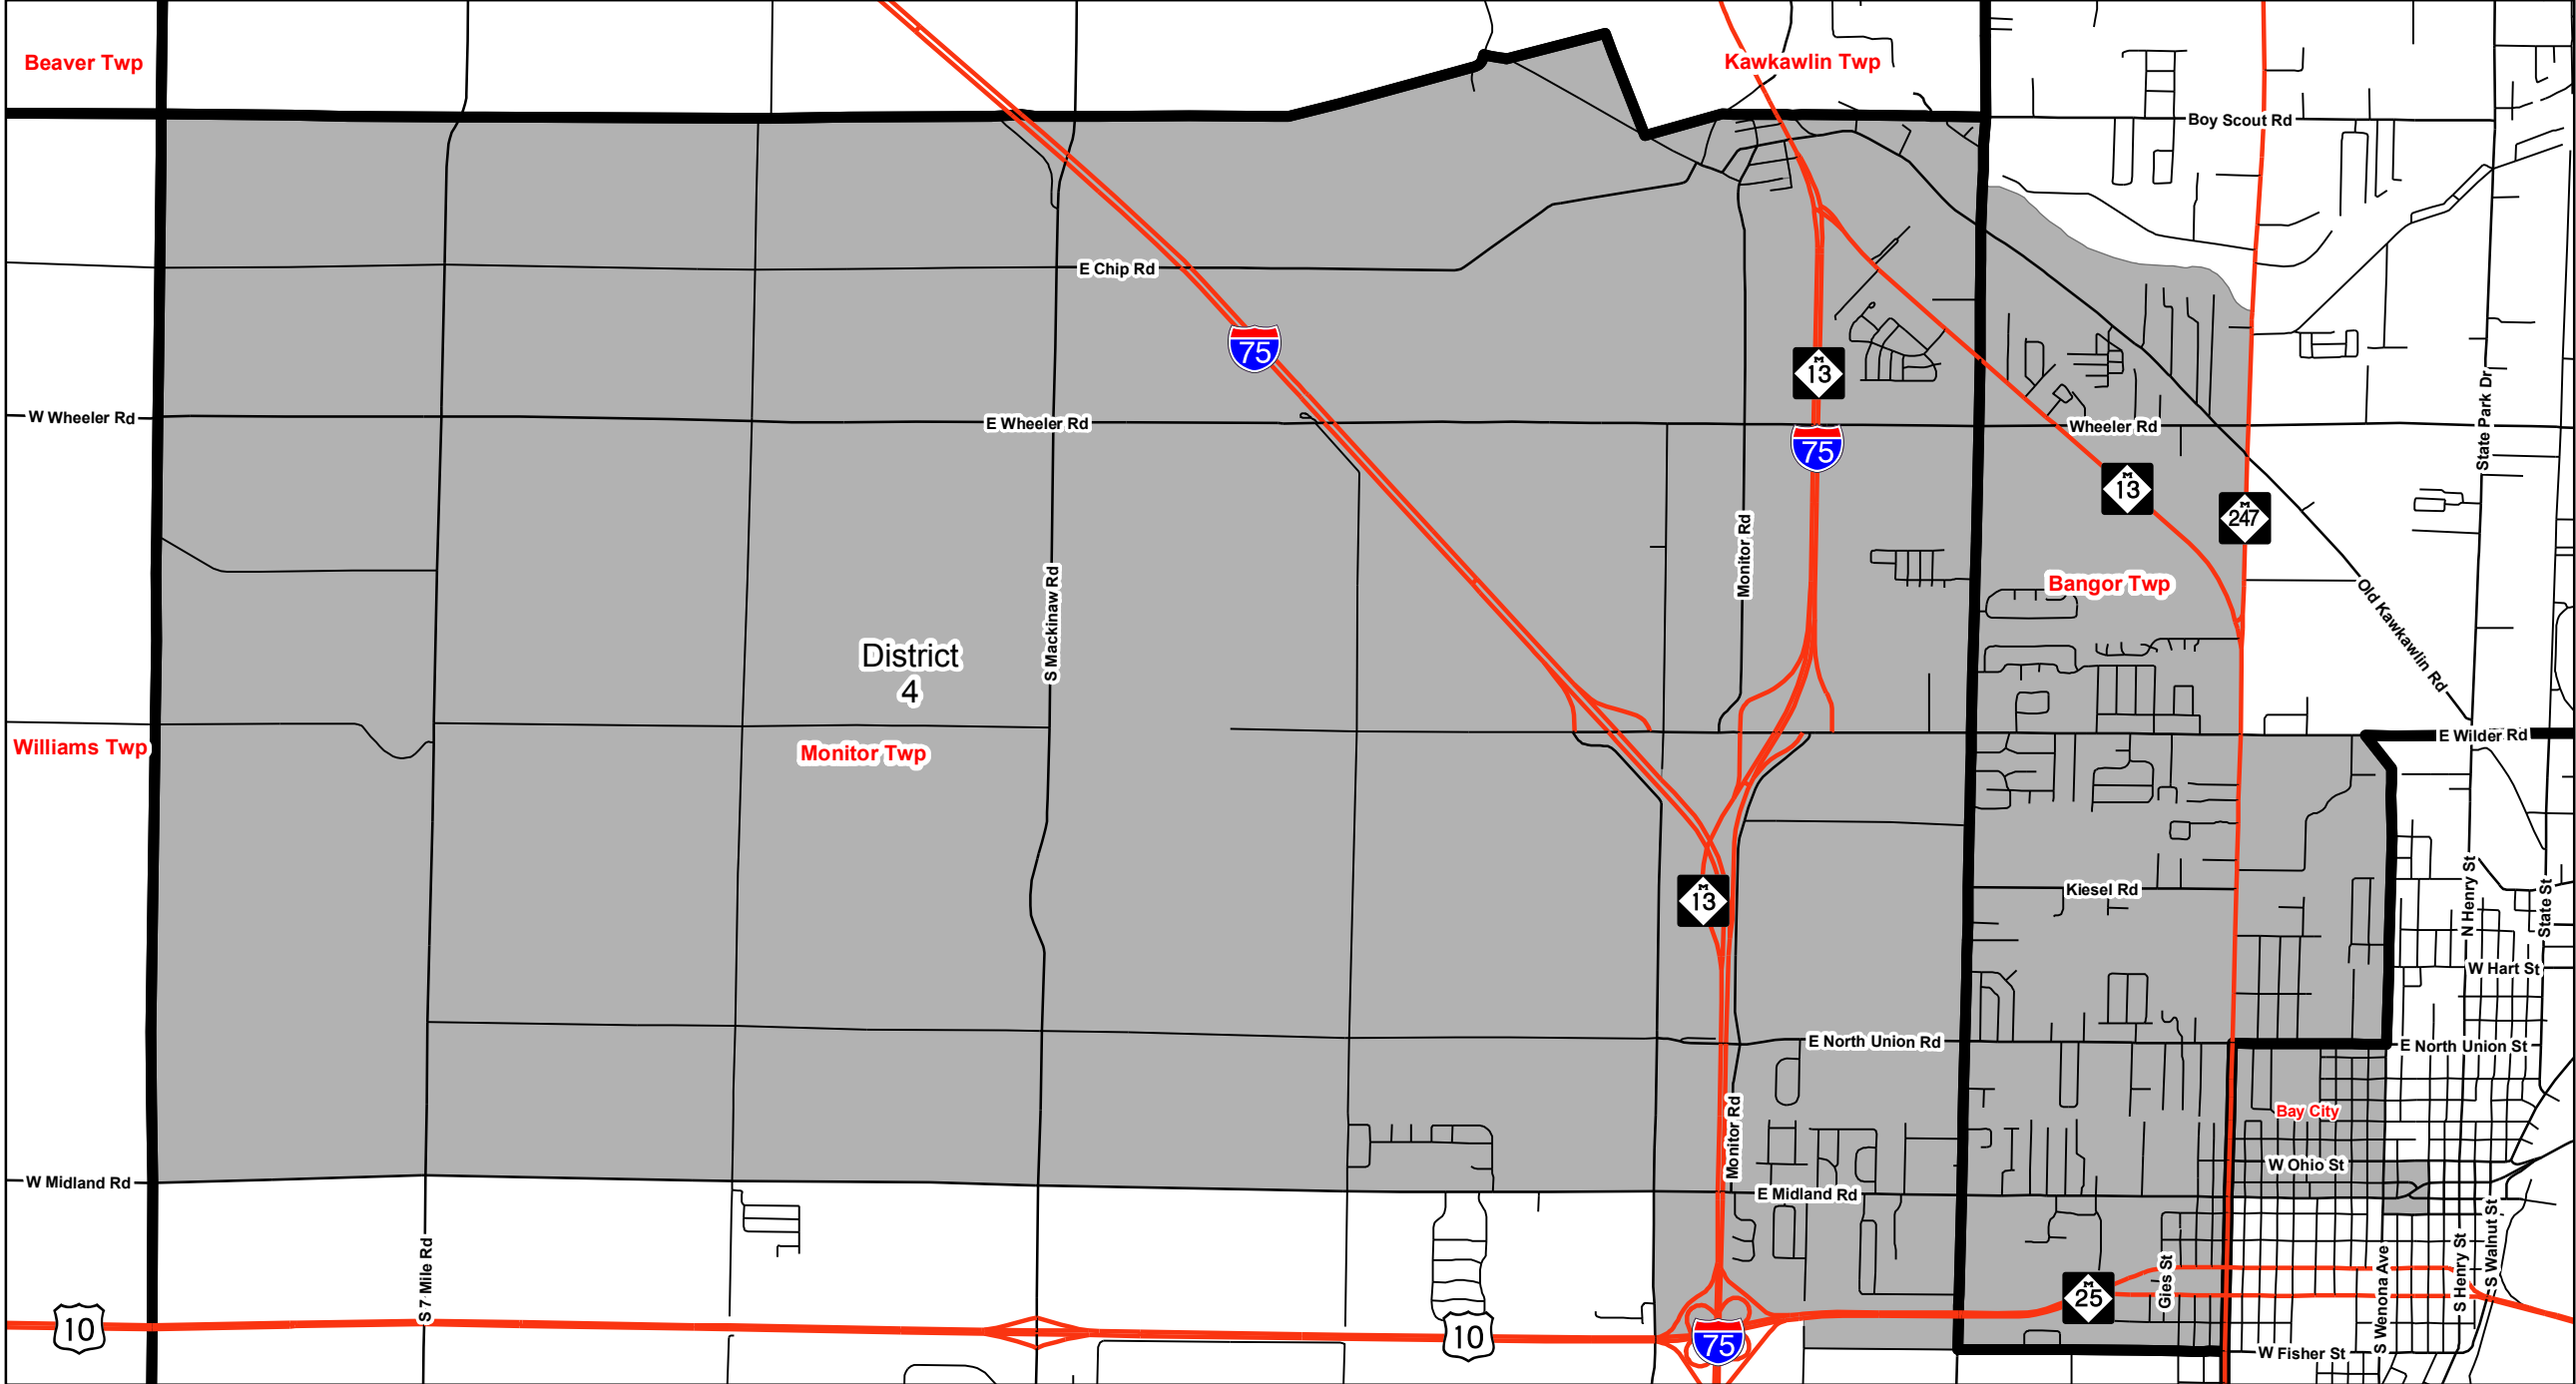 Beaver Twp
Kawkawlin Twp
Boy Scout Rd
E Chip Rd
75
M
13
W Wheeler Rd
E Wheeler Rd
Wheeler Rd
State Park Dr
75
M
13
M
247
Monitor Rd
S Mackinaw Rd
Bangor Twp
Old Kawkawlin Rd
District
4
Williams Twp
Monitor Twp
E Wilder Rd
M
13
Kiesel Rd
N Henry St
State St
W Hart St
E North Union Rd
E North Union St
Monitor Rd
Bay City
W Ohio St
W Midland Rd
E Midland Rd
S 7 Mile Rd
Gies St
S Wenona Ave
S Henry St
S Walnut St
M
25
10
10
75
W Fisher St